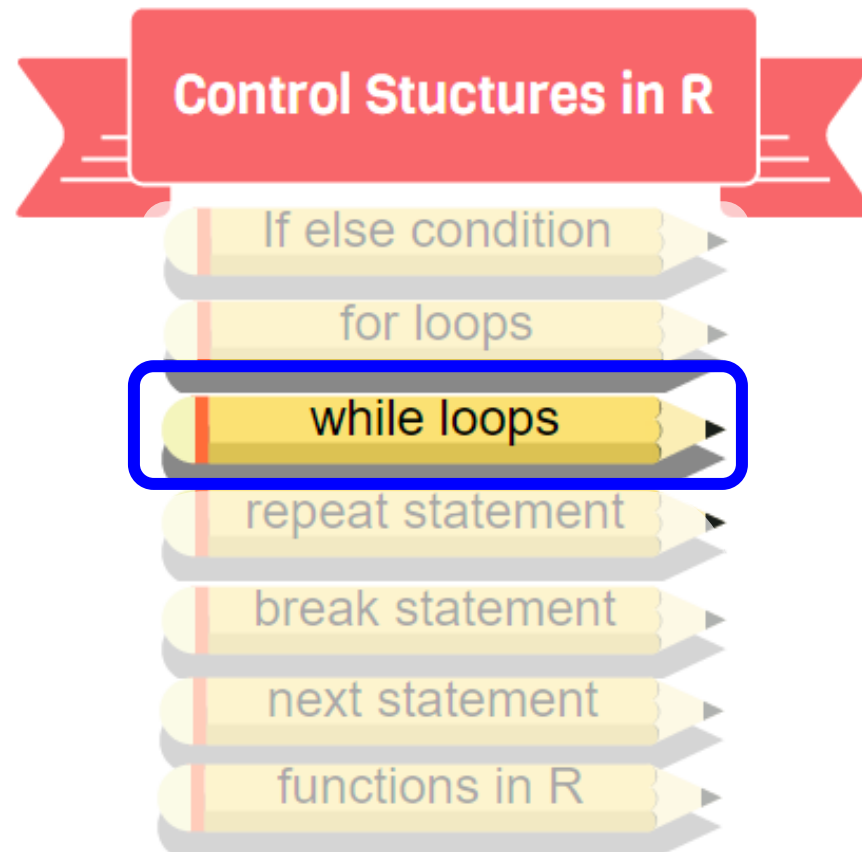 Control Stuctures in R
If else condition
for loops
while loops
repeat statement
break statement
next statement
functions in R